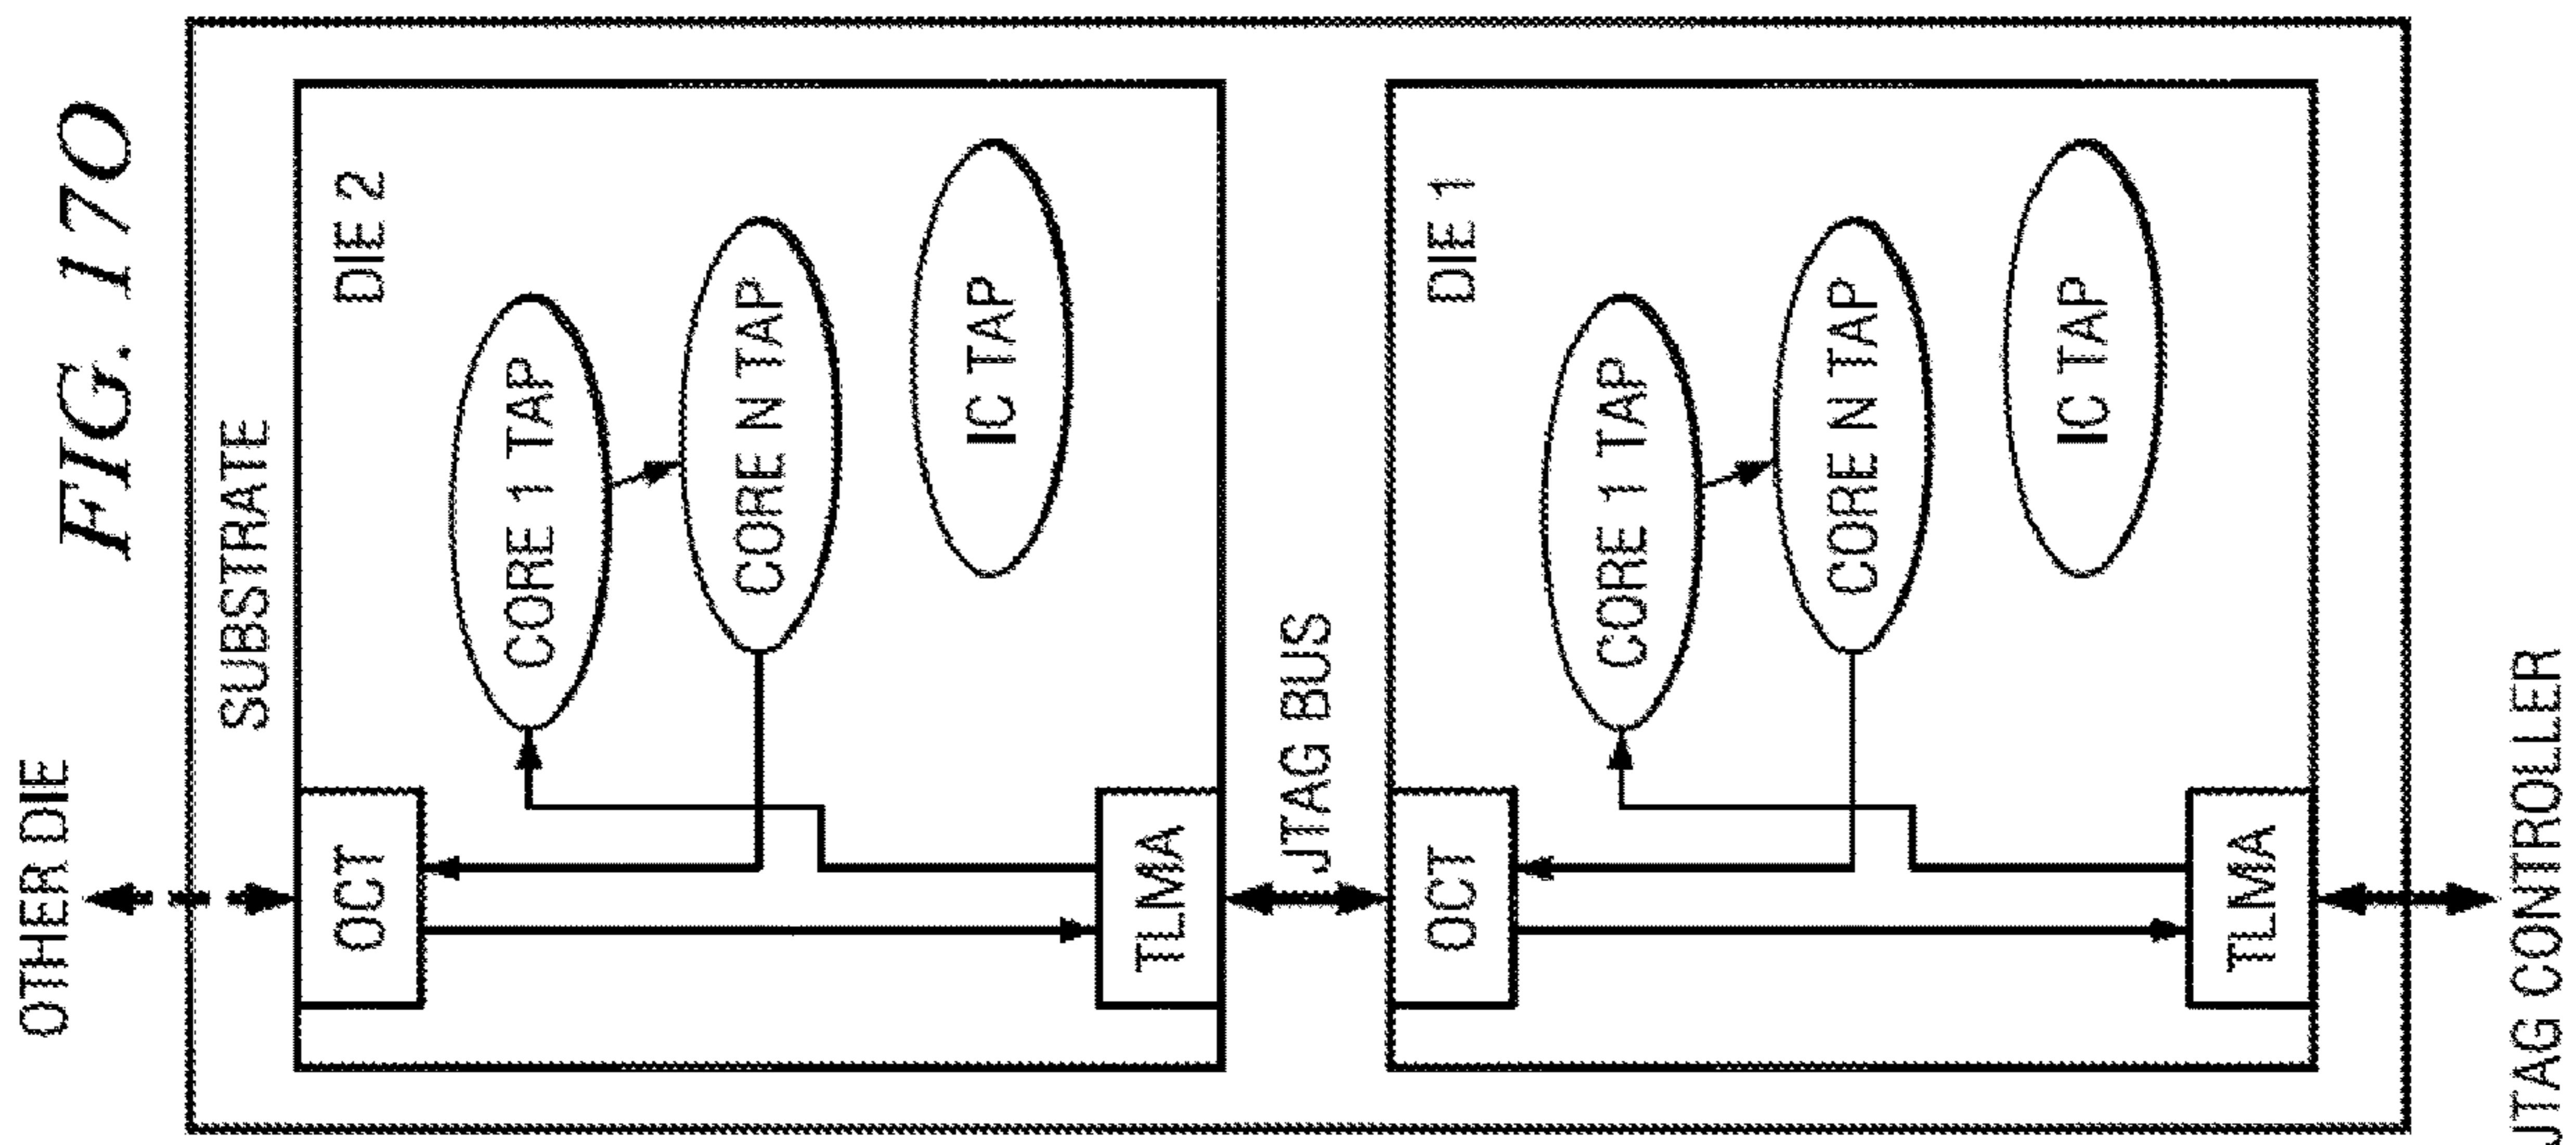 FIG. 17O
OTHER DIE
SUBSTRATE
DIE 2
OCT
CORE 1 TAP
CORE N TAP
IC TAP
TLMA
JTAG BUS
DIE 1
OCT
CORE 1 TAP
CORE N TAP
IC TAP
TLMA
JTAG CONTROLLER